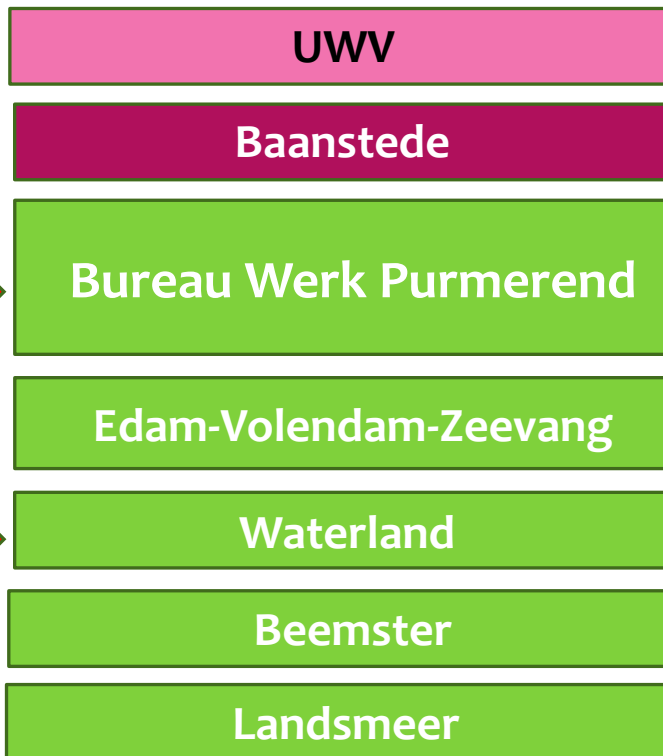 UWV
Baanstede
Bureau Werk Purmerend
Edam-Volendam-Zeevang
Waterland
Beemster
Landsmeer